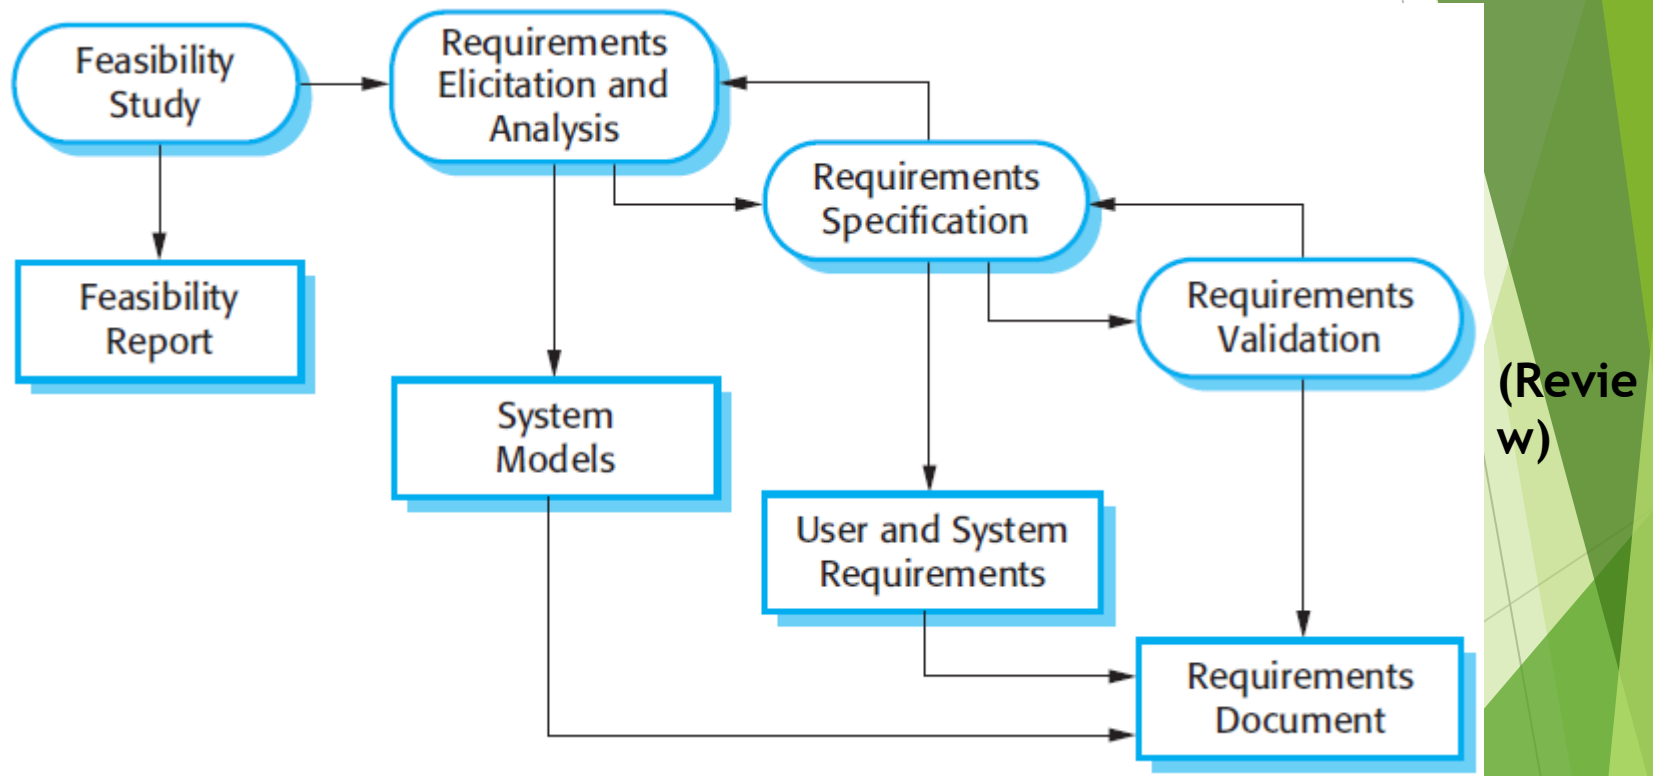 Feasibility
Study
Requirements
Elicitation and
Analysis
Requirements
Specification
Requirements
Validation
Feasibility
Report
System
Models
User and System
Requirements
Requirements
Document
(Revie
w)